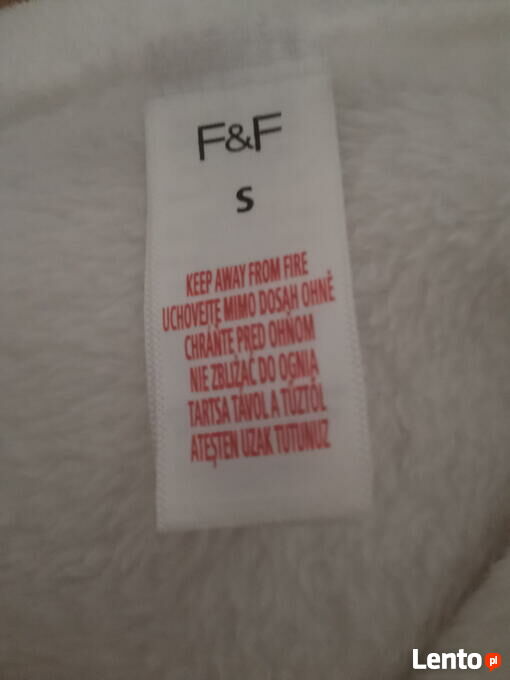 F&F
S
KEEP AWAY FROM FIRE
UCHOVEJTE MIMO DOSAH OHNĚ
CHRÁŇTE PRED OHŇOM
NIE ZBLIŻAĆ DO OGNIA
TARTSA TÁVOL A TŰZTŐL
ATEŞTEN UZAK TUTUNUZ
Lento pl